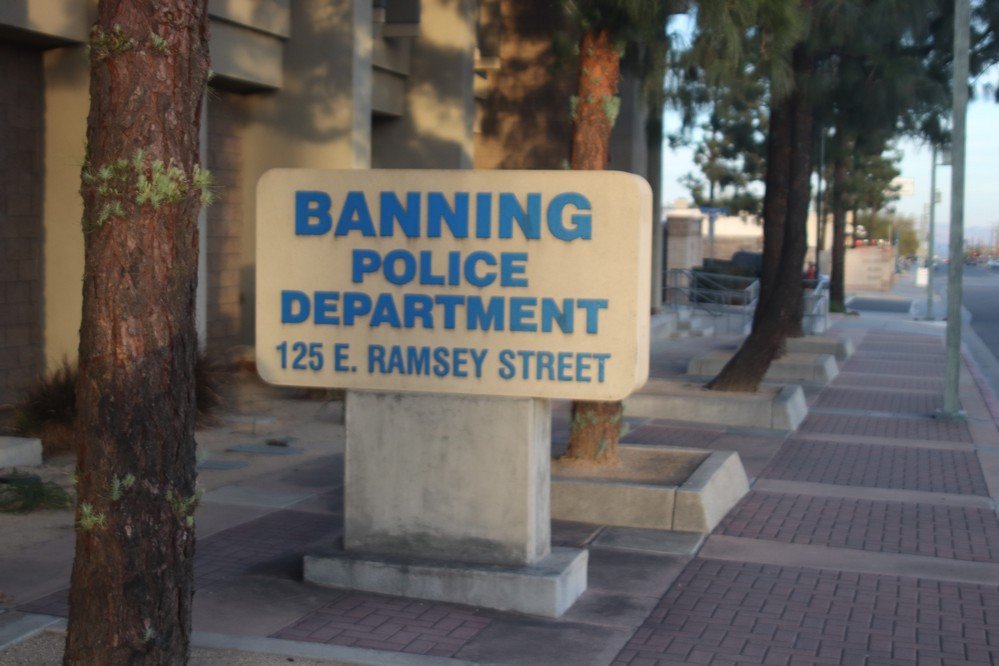 BANNING
POLICE
DEPARTMENT
125 E. RAMSEY STREET